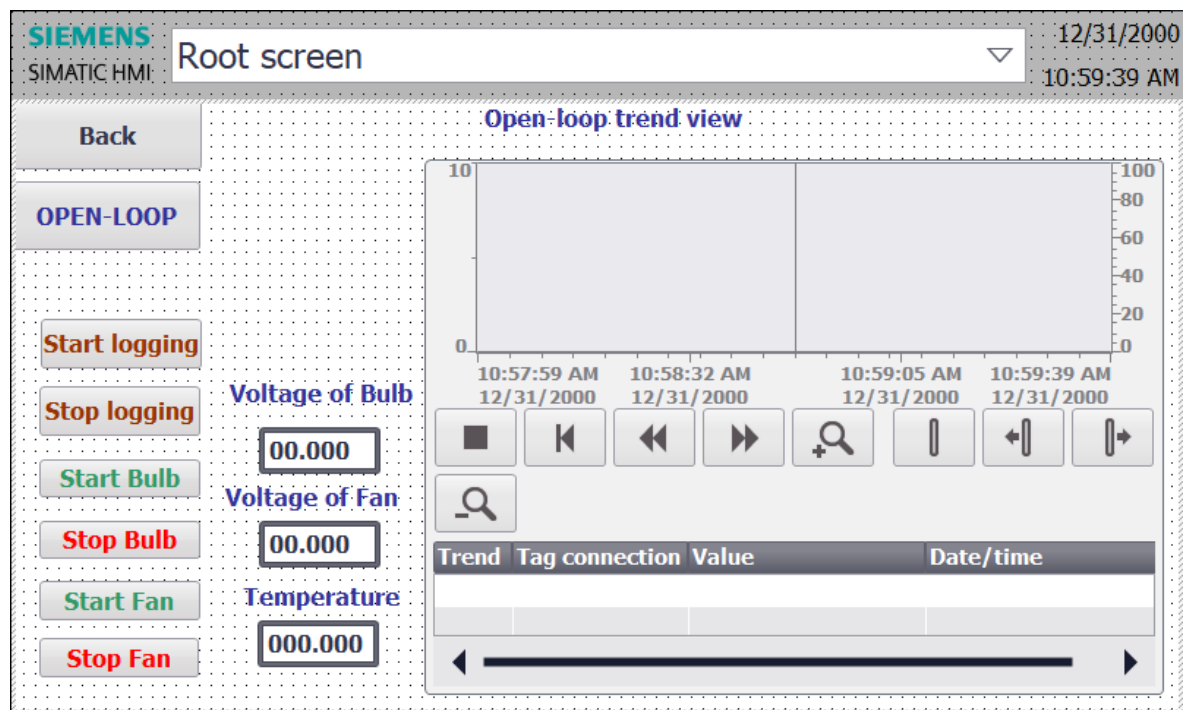 SIEMENS
SIMATIC HMI
Root screen
12/31/2000
10:59:39 AM
Back
OPEN-LOOP
Start logging
Stop logging
Start Bulb
Stop Bulb
Start Fan
Stop Fan
Voltage of Bulb
00.000
Voltage of Fan
00.000
Temperature
000.000
Open-loop trend view
10
0
100
80
60
40
20
0
10:57:59 AM 10:58:32 AM 10:59:05 AM 10:59:39 AM
12/31/2000 12/31/2000 12/31/2000 12/31/2000
Trend Tag connection Value Date/time